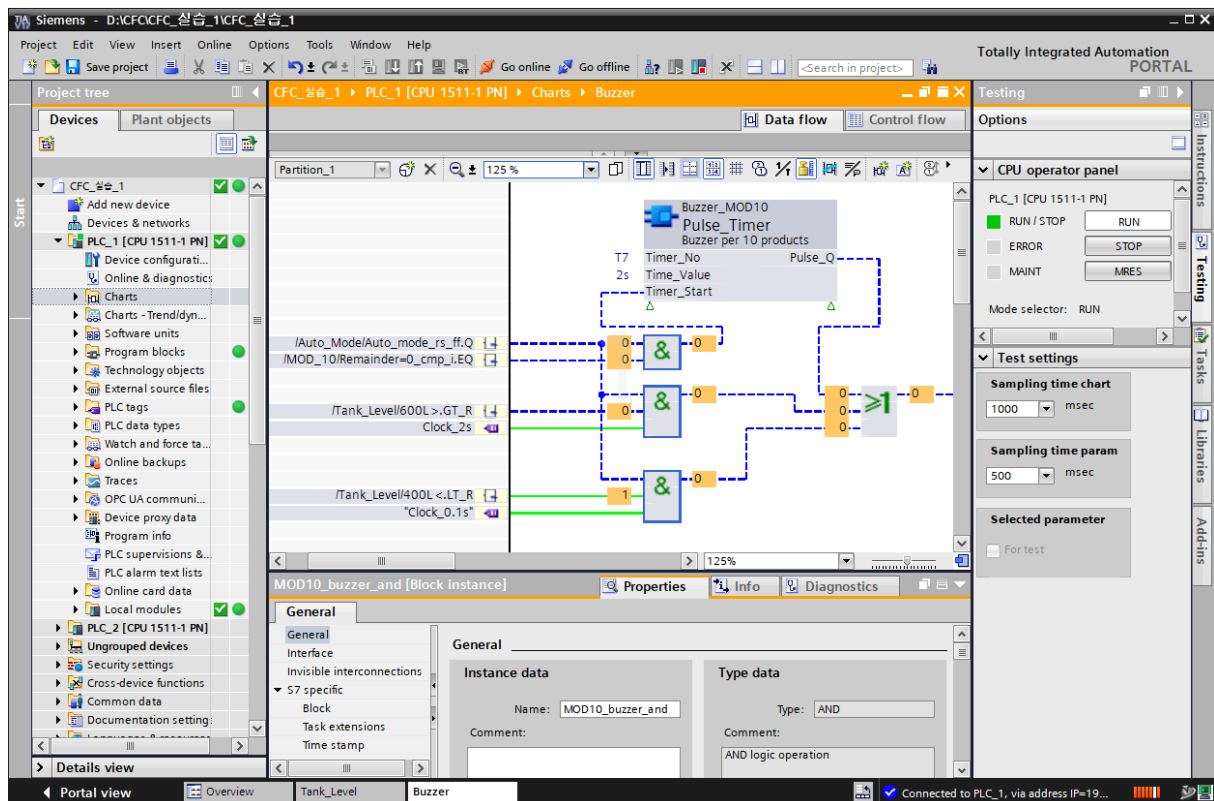 Siemens - D:\CFC\CFC_실습_1\CFC_실습_1
Project Edit View Insert Online Options Tools Window Help
Totally Integrated Automation
PORTAL
Save project Go online Go offline <Search in project>
Project tree
CFC_실습_1 PLC_1 [CPU 1511-1 PN] Charts Buzzer
Testing
Devices Plant objects
Data flow Control flow
Options
Partition_1 125 %
CPU operator panel
PLC_1 [CPU 1511-1 PN]
RUN / STOP RUN
ERROR STOP
MAINT MRES
Mode selector: RUN
Test settings
Sampling time chart
1000 msec
Sampling time param
500 msec
Selected parameter
For test
Start
CFC_실습_1
Add new device
Devices & networks
PLC_1 [CPU 1511-1 PN]
Device configurati...
Online & diagnostics
Charts
Charts - Trend/dyn...
Software units
Program blocks
Technology objects
External source files
PLC tags
PLC data types
Watch and force ta...
Online backups
Traces
OPC UA communi...
Device proxy data
Program info
PLC supervisions &...
PLC alarm text lists
Online card data
Local modules
PLC_2 [CPU 1511-1 PN]
Ungrouped devices
Security settings
Cross-device functions
Common data
Documentation settings
Details view
Buzzer_MOD10
Pulse_Timer
Buzzer per 10 products
T7 Timer_No Pulse_Q
2s Time_Value
Timer_Start
/Auto_Mode/Auto_mode_rs_ff.Q 0 & 0
/MOD_10/Remainder=0_cmp_i.EQ 0
/Tank_Level/600L >.GT_R 0 & 0
Clock_2s
0 ≥1 0
0
0
/Tank_Level/400L <.LT_R 1 & 0
"Clock_0.1s"
125%
MOD10_buzzer_and [Block instance]
Properties Info Diagnostics
General
General
Interface
Invisible interconnections
S7 specific
Block
Task extensions
Time stamp
General
Instance data
Name: MOD10_buzzer_and
Comment:
Type data
Type: AND
Comment:
AND logic operation
Instructions
Testing
Tasks
Libraries
Add-ins
Portal view Overview Tank_Level Buzzer
Connected to PLC_1, via address IP=19...